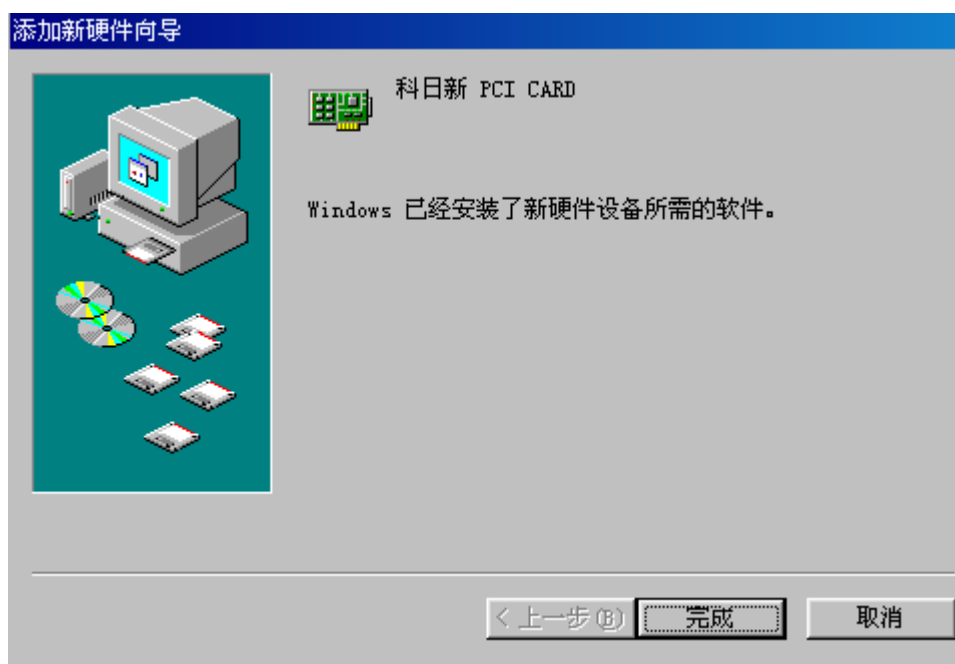 添加新硬件向导
科日新 PCI CARD
Windows 已经安装了新硬件设备所需的软件。
< 上一步(B)
完成
取消